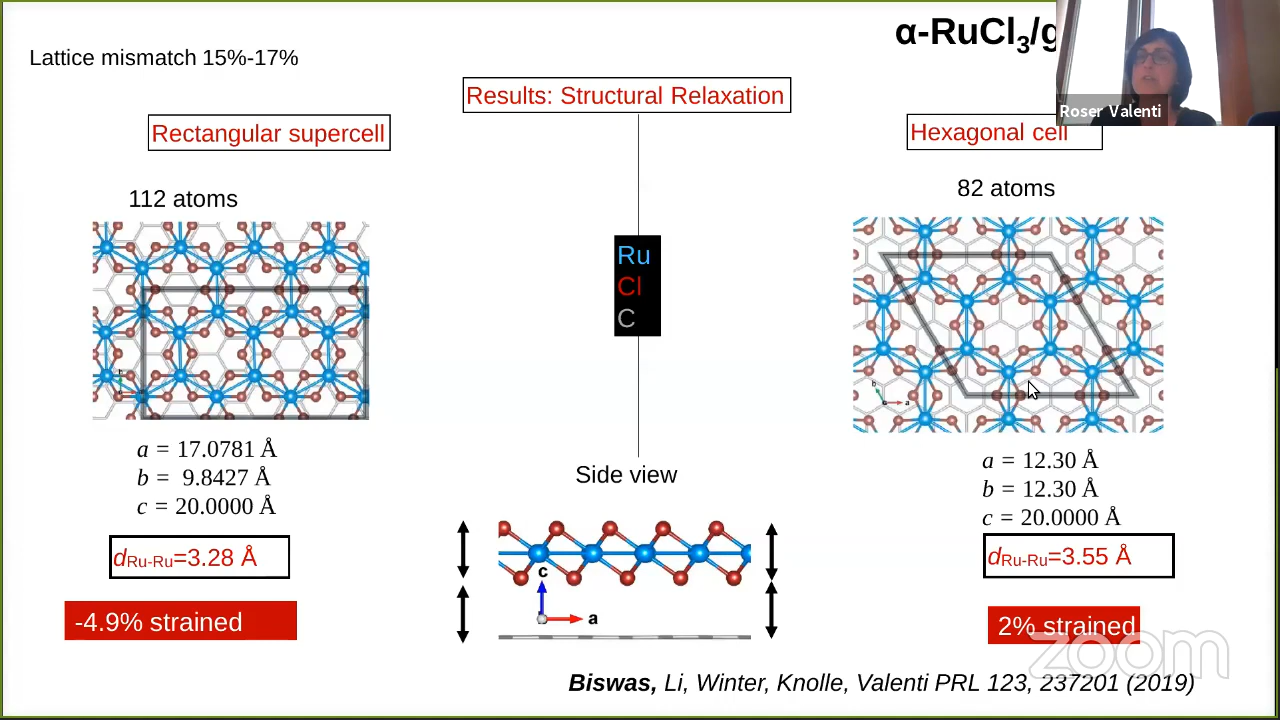 α-RuCl3/g
Lattice mismatch 15%-17%
Roser Valenti
Results: Structural Relaxation
Rectangular supercell
Hexagonal cell
112 atoms
82 atoms
Ru
Cl
C
b
a
b
a
a = 17.0781 Å
b = 9.8427 Å
c = 20.0000 Å
a = 12.30 Å
b = 12.30 Å
c = 20.0000 Å
Side view
dRu-Ru=3.28 Å
dRu-Ru=3.55 Å
c
a
-4.9% strained
2% strained
zoom
Biswas, Li, Winter, Knolle, Valenti PRL 123, 237201 (2019)